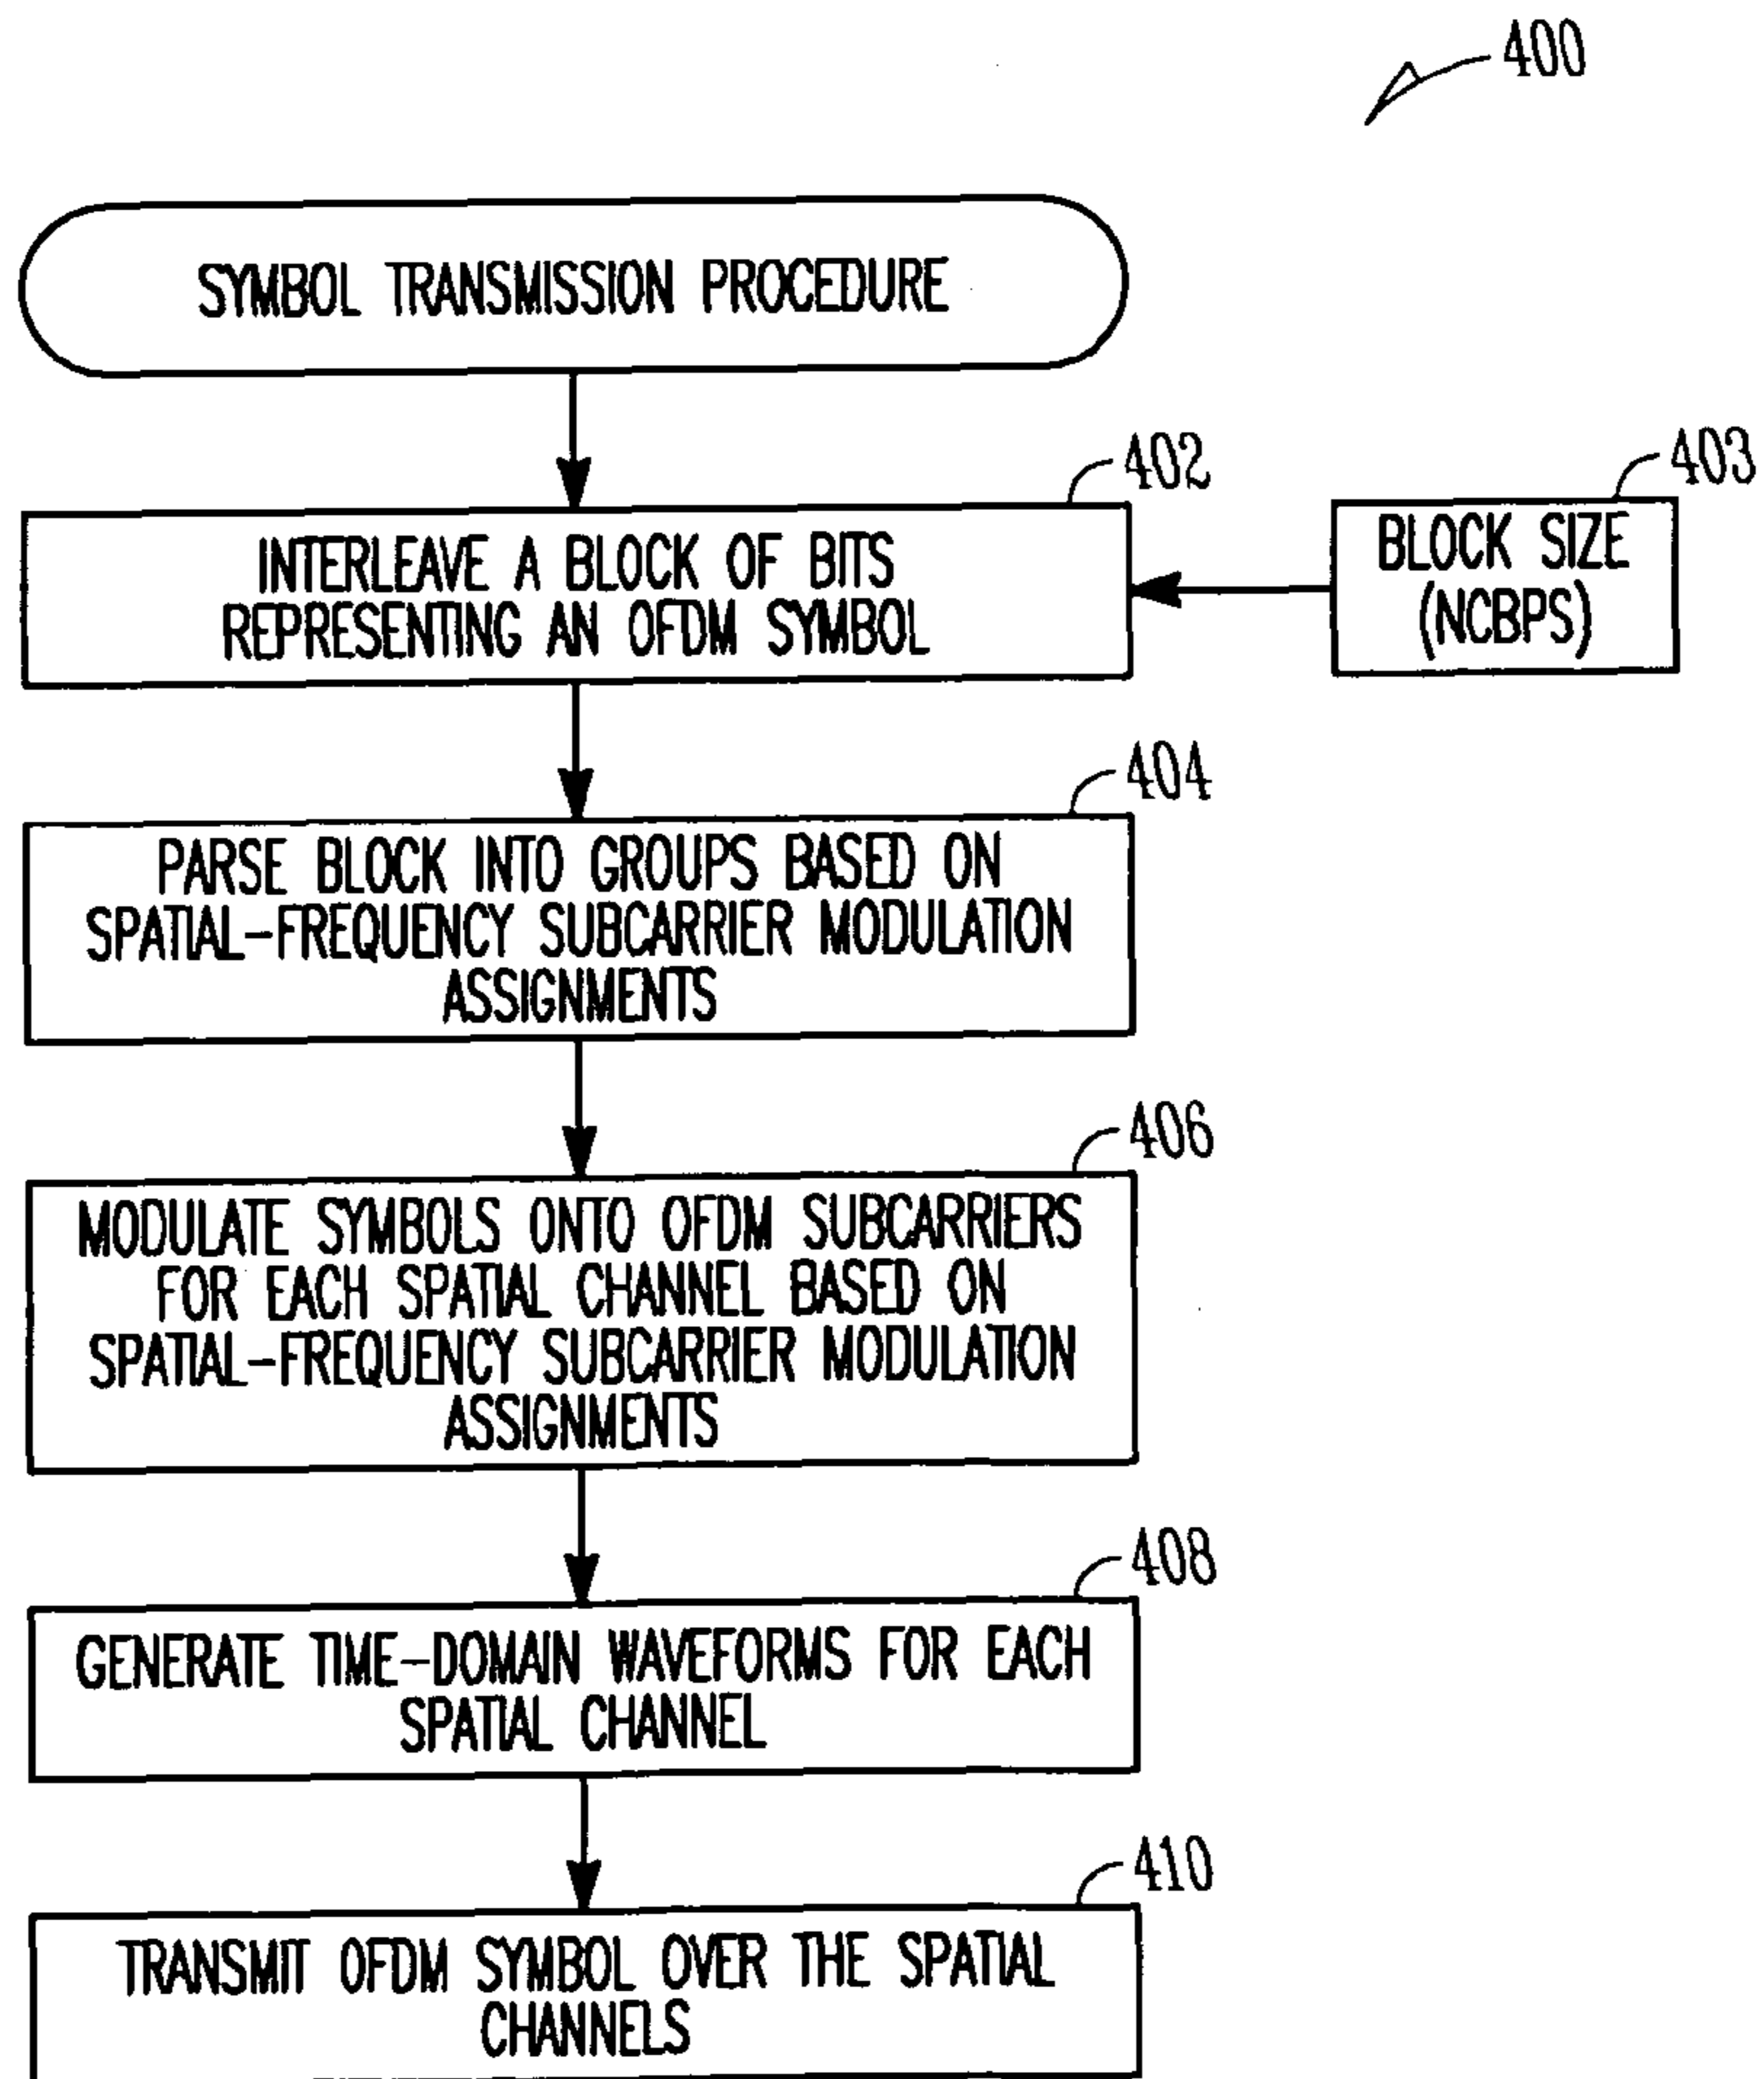 400
SYMBOL TRANSMISSION PROCEDURE
402
403
INTERLEAVE A BLOCK OF BITS
REPRESENTING AN OFDM SYMBOL
BLOCK SIZE
(NCBPS)
404
PARSE BLOCK INTO GROUPS BASED ON
SPATIAL-FREQUENCY SUBCARRIER MODULATION
ASSIGNMENTS
406
MODULATE SYMBOLS ONTO OFDM SUBCARRIERS
FOR EACH SPATIAL CHANNEL BASED ON
SPATIAL-FREQUENCY SUBCARRIER MODULATION
ASSIGNMENTS
408
GENERATE TIME-DOMAIN WAVEFORMS FOR EACH
SPATIAL CHANNEL
410
TRANSMIT OFDM SYMBOL OVER THE SPATIAL
CHANNELS